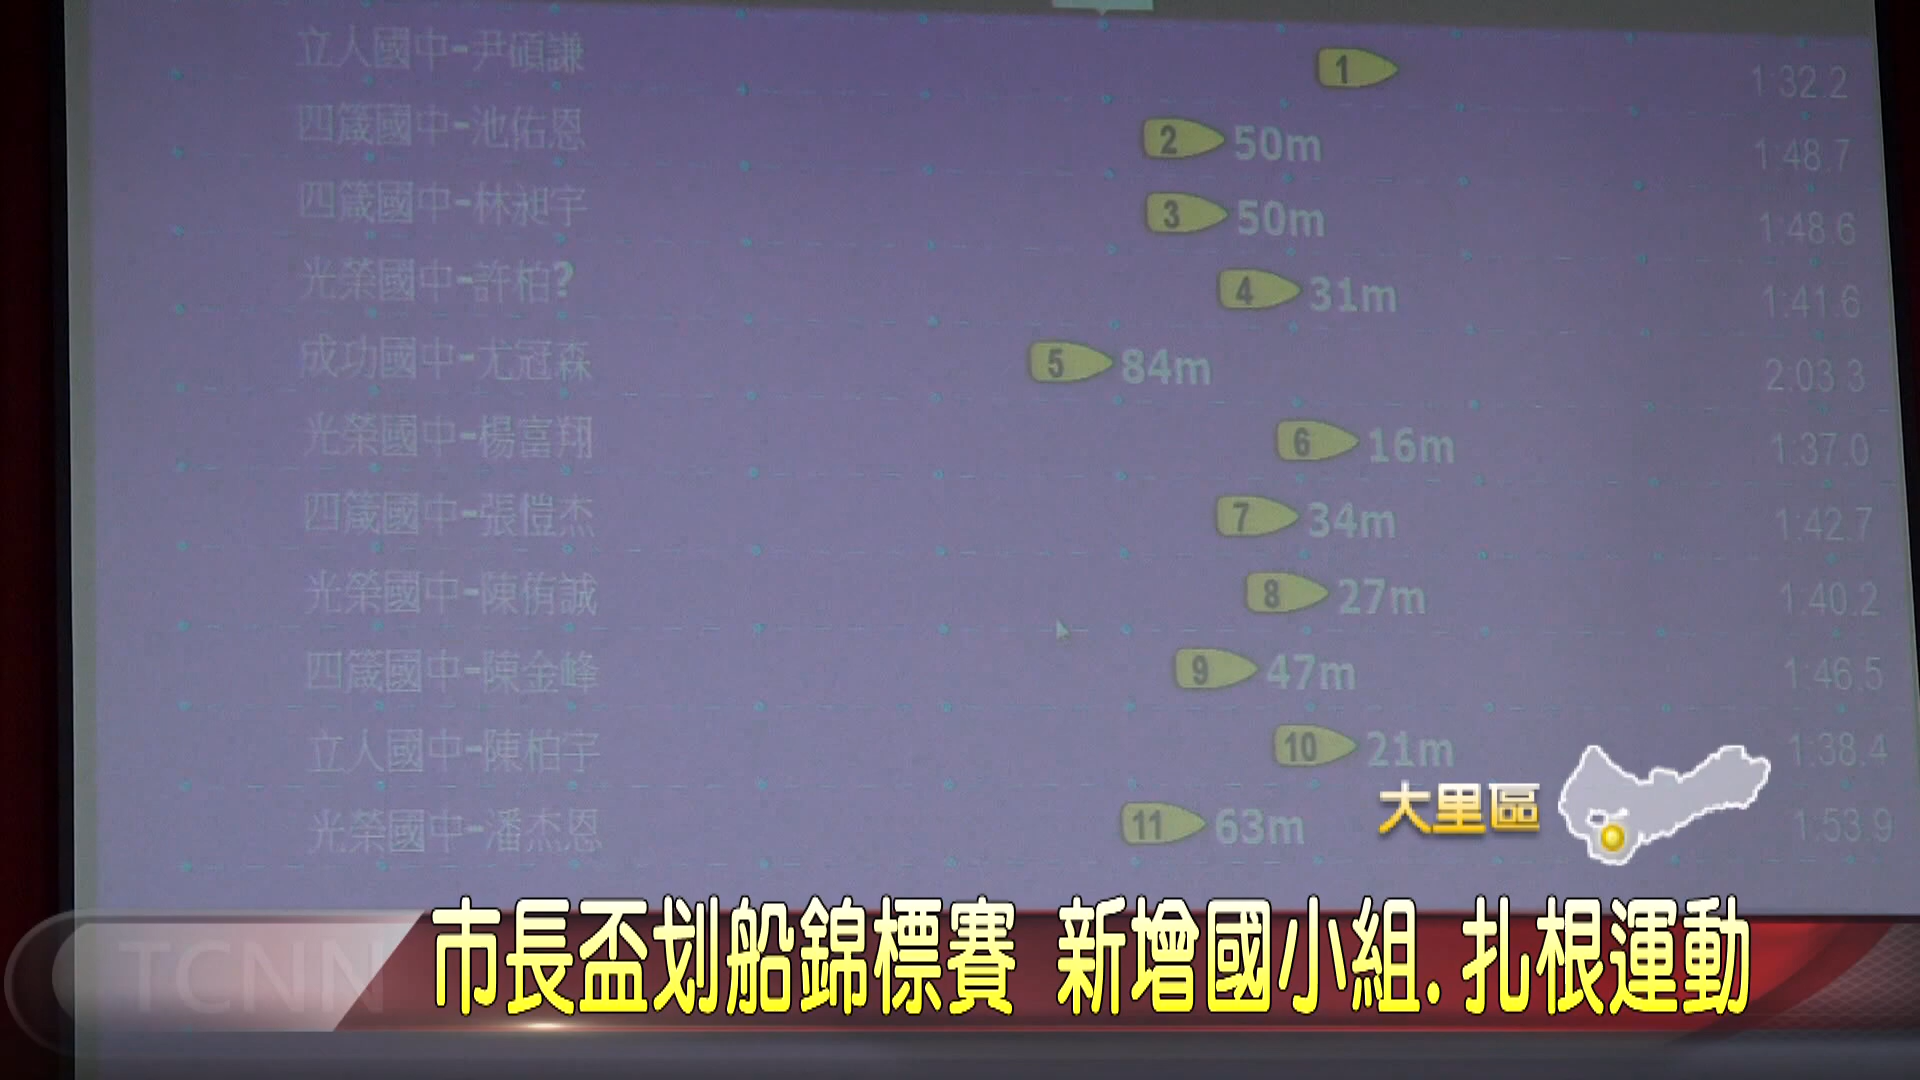 立人國中-尹碩謙 1 1:32.2
四箴國中-池佑恩 2 50m 1:48.7
四箴國中-林昶宇 3 50m 1:48.6
光榮國中-許柏? 4 31m 1:41.6
成功國中-尤冠森 5 84m 2:03.3
光榮國中-楊富翔 6 16m 1:37.0
四箴國中-張愷杰 7 34m 1:42.7
光榮國中-陳侑誠 8 27m 1:40.2
四箴國中-陳金峰 9 47m 1:46.5
立人國中-陳柏宇 10 21m 1:38.4
光榮國中-潘杰恩 11 63m 1:53.9
大里區
TCNN
市長盃划船錦標賽 新增國小組.扎根運動